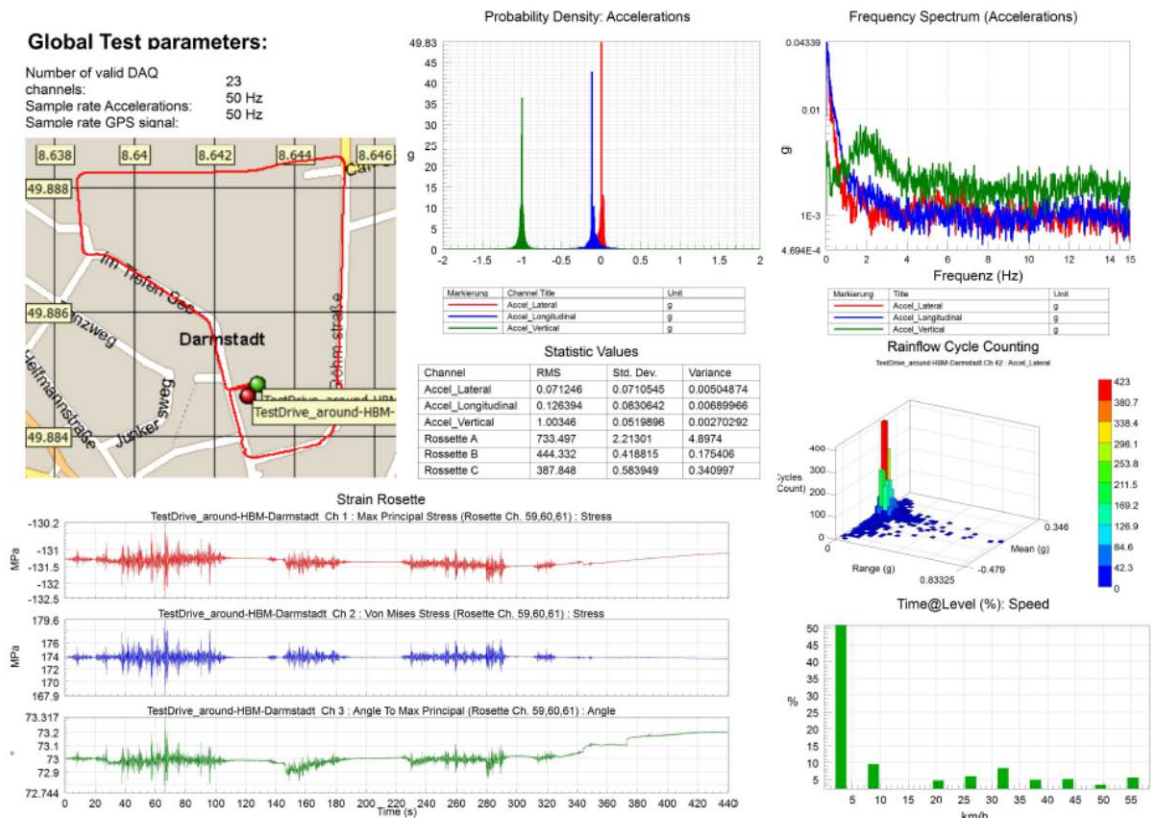 Global Test parameters:
Number of valid DAQ
channels:
23
Sample rate Accelerations:
50 Hz
Sample rate GPS signal:
50 Hz
8.638
8.64
8.642
8.644
8.646
49.888
49.886
49.884
Im Tiefen See
Darmstadt
Dohm straße
Junker sweg
TestDrive_around-HBM-
Probability Density: Accelerations
49.83
45
40
35
30
25
20
15
10
5
0
g
-2
-1.5
-1
-0.5
0
0.5
1
1.5
2
Markierung Channel Title Unit
Accel_Lateral g
Accel_Longitudinal g
Accel_Vertical g
Frequency Spectrum (Accelerations)
0.04339
0.01
1E-3
4.694E-4
g
0 2 4 6 8 10 12 14 15
Frequenz (Hz)
Markierung Title Unit
Accel_Lateral g
Accel_Longitudinal g
Accel_Vertical g
Statistic Values
Channel RMS Std. Dev. Variance
Accel_Lateral 0.071246 0.0710545 0.00504874
Accel_Longitudinal 0.126394 0.0830642 0.00689966
Accel_Vertical 1.00346 0.0519896 0.00270292
Rossette A 733.497 2.21301 4.8974
Rossette B 444.332 0.418815 0.175406
Rossette C 387.848 0.583949 0.340997
Rainflow Cycle Counting
TestDrive_around-HBM-Darmstadt Ch 42 : Accel_Lateral
400
300
200
100
0
Cycles
Count)
0
Range (g)
0.83325
-0.479
Mean (g)
0.346
423
380.7
338.4
296.1
253.8
211.5
169.2
126.9
84.6
42.3
0
Strain Rosette
TestDrive_around-HBM-Darmstadt Ch 1 : Max Principal Stress (Rosette Ch. 59,60,61) : Stress
-130.2
-131
-131.5
-132
-132.5
MPa
TestDrive_around-HBM-Darmstadt Ch 2 : Von Mises Stress (Rosette Ch. 59,60,61) : Stress
179.6
176
174
172
170
167.9
MPa
TestDrive_around-HBM-Darmstadt Ch 3 : Angle To Max Principal (Rosette Ch. 59,60,61) : Angle
73.317
73.2
73.1
73
72.9
72.744
°
0 20 40 60 80 100 120 140 160 180 200 220 240 260 280 300 320 340 360 380 400 420 440
Time (s)
Time@Level (%): Speed
50
45
40
35
30
25
20
15
10
5
%
5 10 15 20 25 30 35 40 45 50 55
km/h